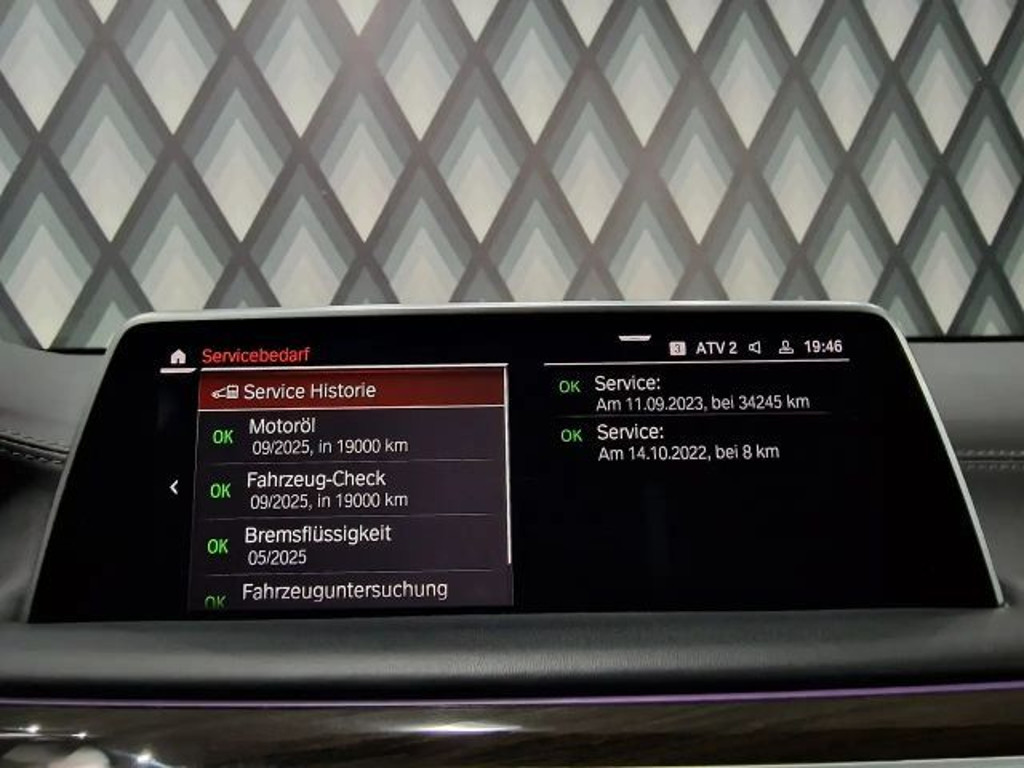 Servicebedarf
3 ATV 2 19:46
Service Historie
OK Motoröl
09/2025, in 19000 km
OK Fahrzeug-Check
09/2025, in 19000 km
OK Bremsflüssigkeit
05/2025
OK Fahrzeuguntersuchung
OK Service:
Am 11.09.2023, bei 34245 km
OK Service:
Am 14.10.2022, bei 8 km